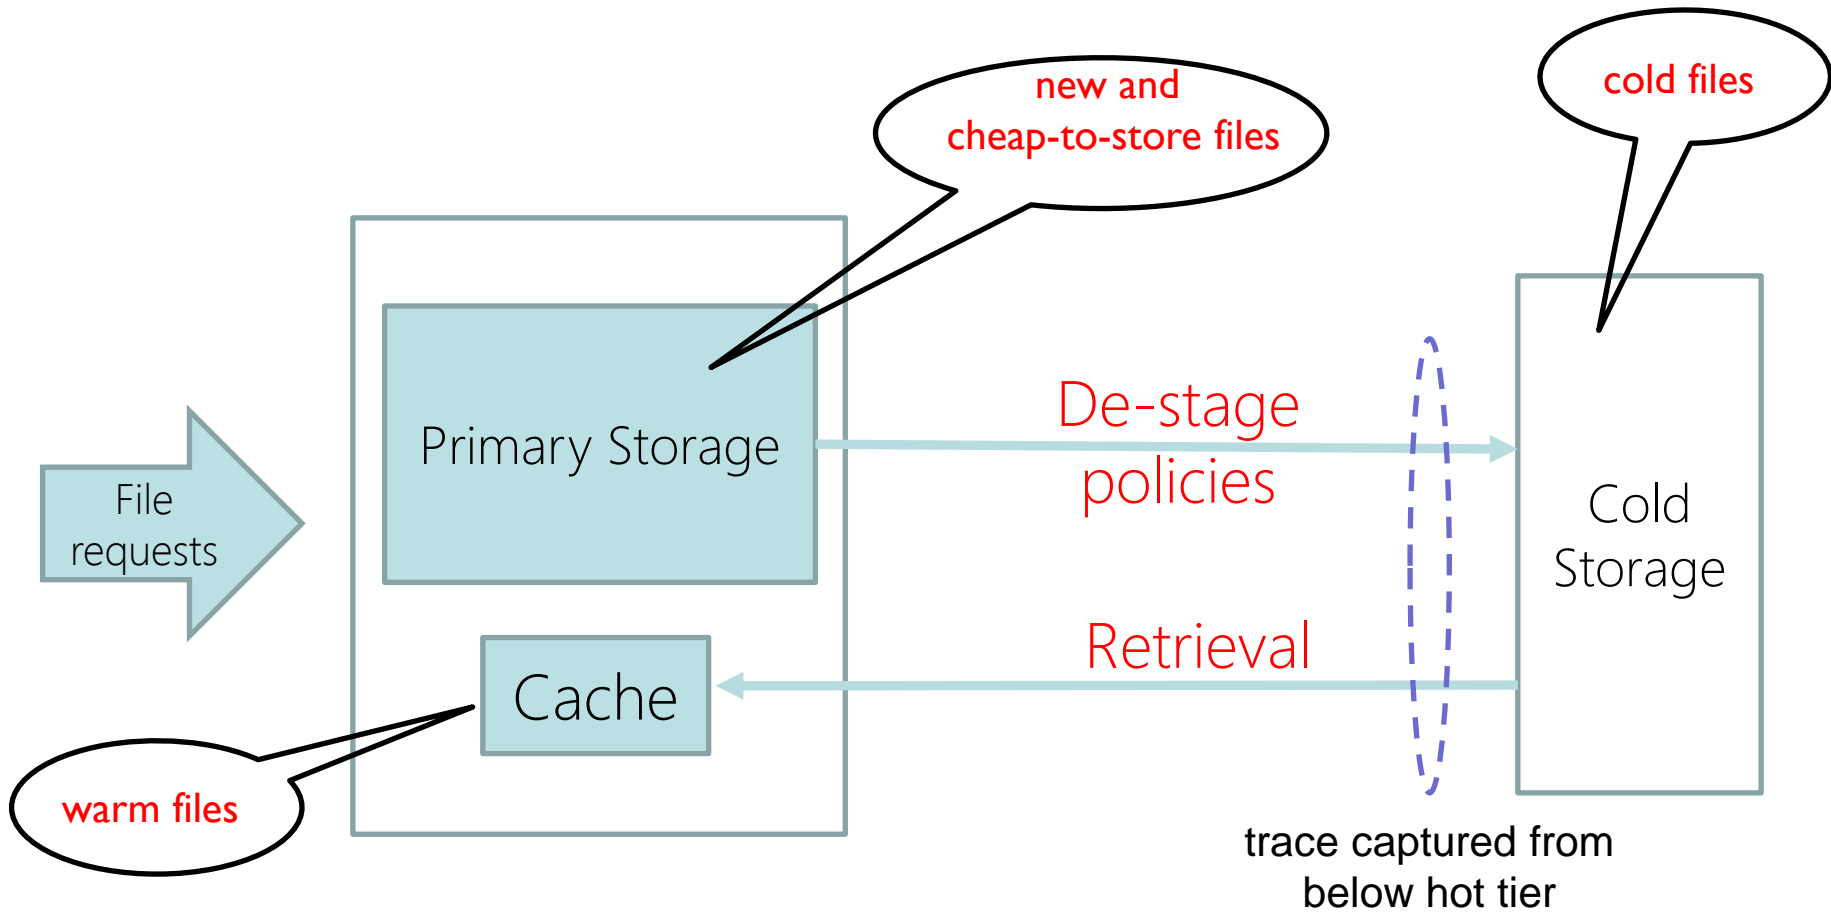 new and
cheap-to-store files
cold files
De-stage
policies
Primary Storage
File
requests
Cold
Storage
Retrieval
Cache
warm files
trace captured from
below hot tier